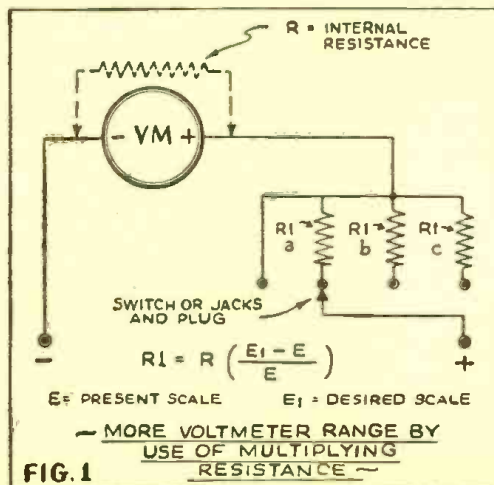 R = INTERNAL
RESISTANCE
- VM +
R1 a
R1 b
R1 c
SWITCH OR JACKS
AND PLUG
- +
R1 = R ( E1 - E / E )
E = PRESENT SCALE E1 = DESIRED SCALE
~ MORE VOLTMETER RANGE BY
USE OF MULTIPLYING
RESISTANCE ~
FIG. 1